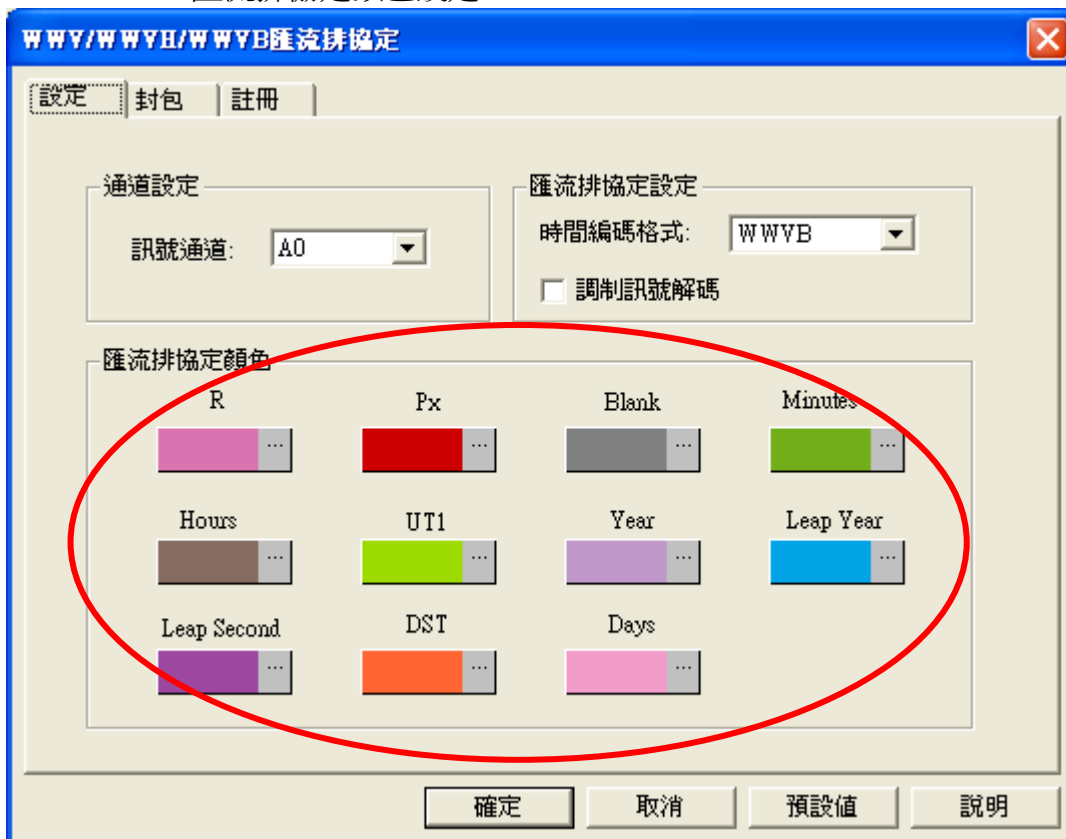 WWV/WWVH/WWVB匯流排協定
設定 封包 註冊
通道設定
訊號通道: A0
匯流排協定設定
時間編碼格式: WWVB
調制訊號解碼
匯流排協定顏色
R Px Blank Minutes
... ... ... ...
Hours UT1 Year Leap Year
... ... ... ...
Leap Second DST Days
... ... ...
確定 取消 預設值 說明